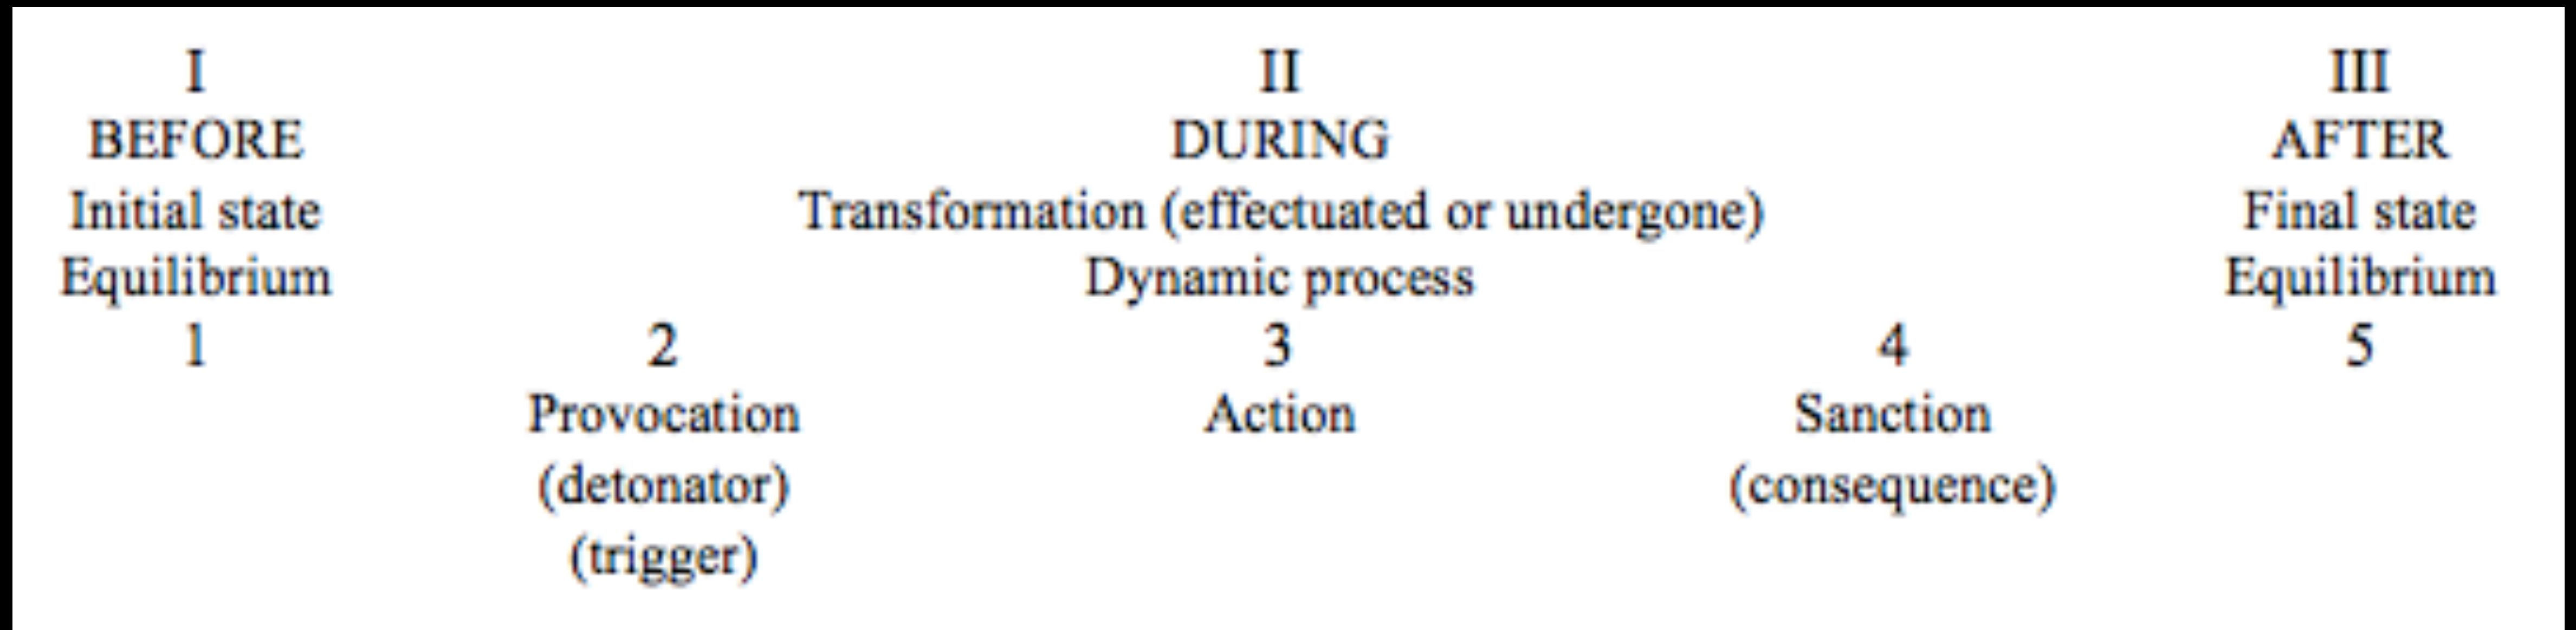 I II III
BEFORE DURING AFTER
Initial state Transformation (effectuated or undergone) Final state
Equilibrium Dynamic process Equilibrium
1 2 3 4 5
Provocation Action Sanction
(detonator) (consequence)
(trigger)